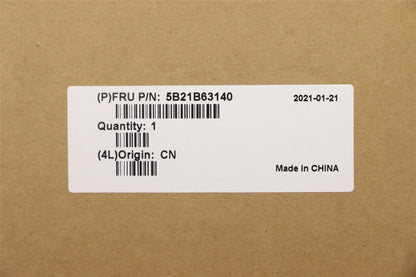 (P)FRU P/N: 5B21B63140 2021-01-21
Quantity: 1
(4L)Origin: CN
Made in CHINA